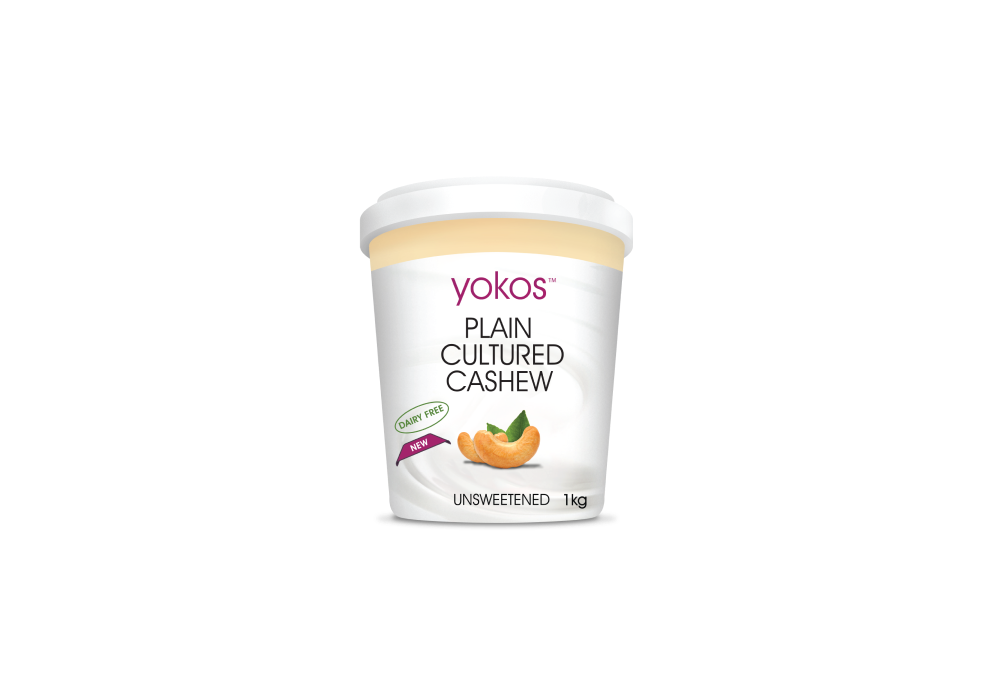 yokos™
PLAIN
CULTURED
CASHEW
DAIRY FREE
NEW
UNSWEETENED 1kg